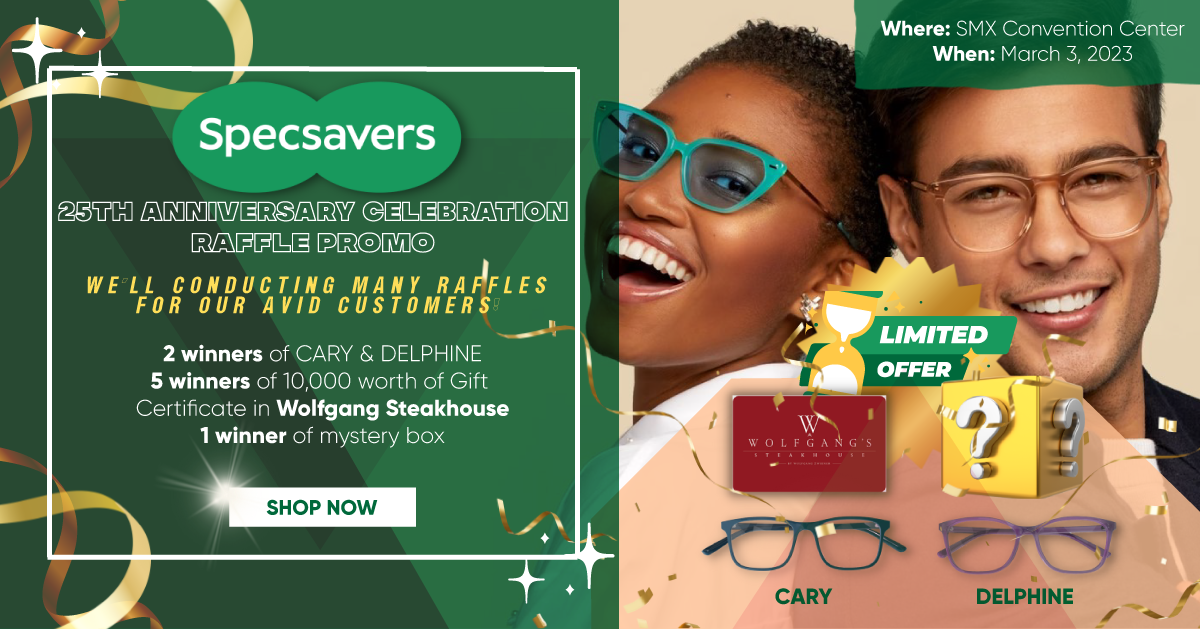 Where: SMX Convention Center
When: March 3, 2023
Specsavers
25TH ANNIVERSARY CELEBRATION
RAFFLE PROMO
WE'LL CONDUCTING MANY RAFFLES
FOR OUR AVID CUSTOMERS!
2 winners of CARY & DELPHINE
5 winners of 10,000 worth of Gift
Certificate in Wolfgang Steakhouse
1 winner of mystery box
SHOP NOW
LIMITED
OFFER
W
WOLFGANG'S
STEAKHOUSE
? ?
CARY
DELPHINE